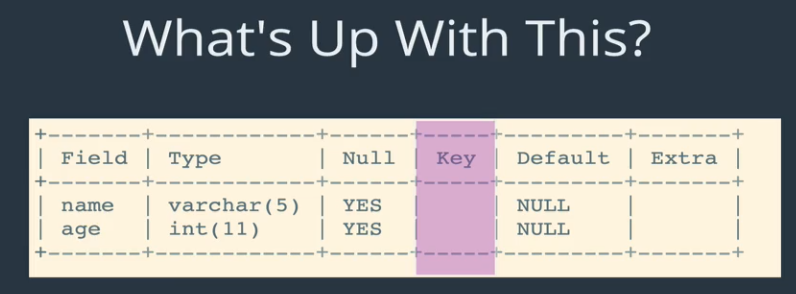 What's Up With This?
+-------+-------------+------+-----+---------+-------+
| Field | Type | Null | Key | Default | Extra |
+-------+-------------+------+-----+---------+-------+
| name | varchar(5) | YES | | NULL | |
| age | int(11) | YES | | NULL | |
+-------+-------------+------+-----+---------+-------+